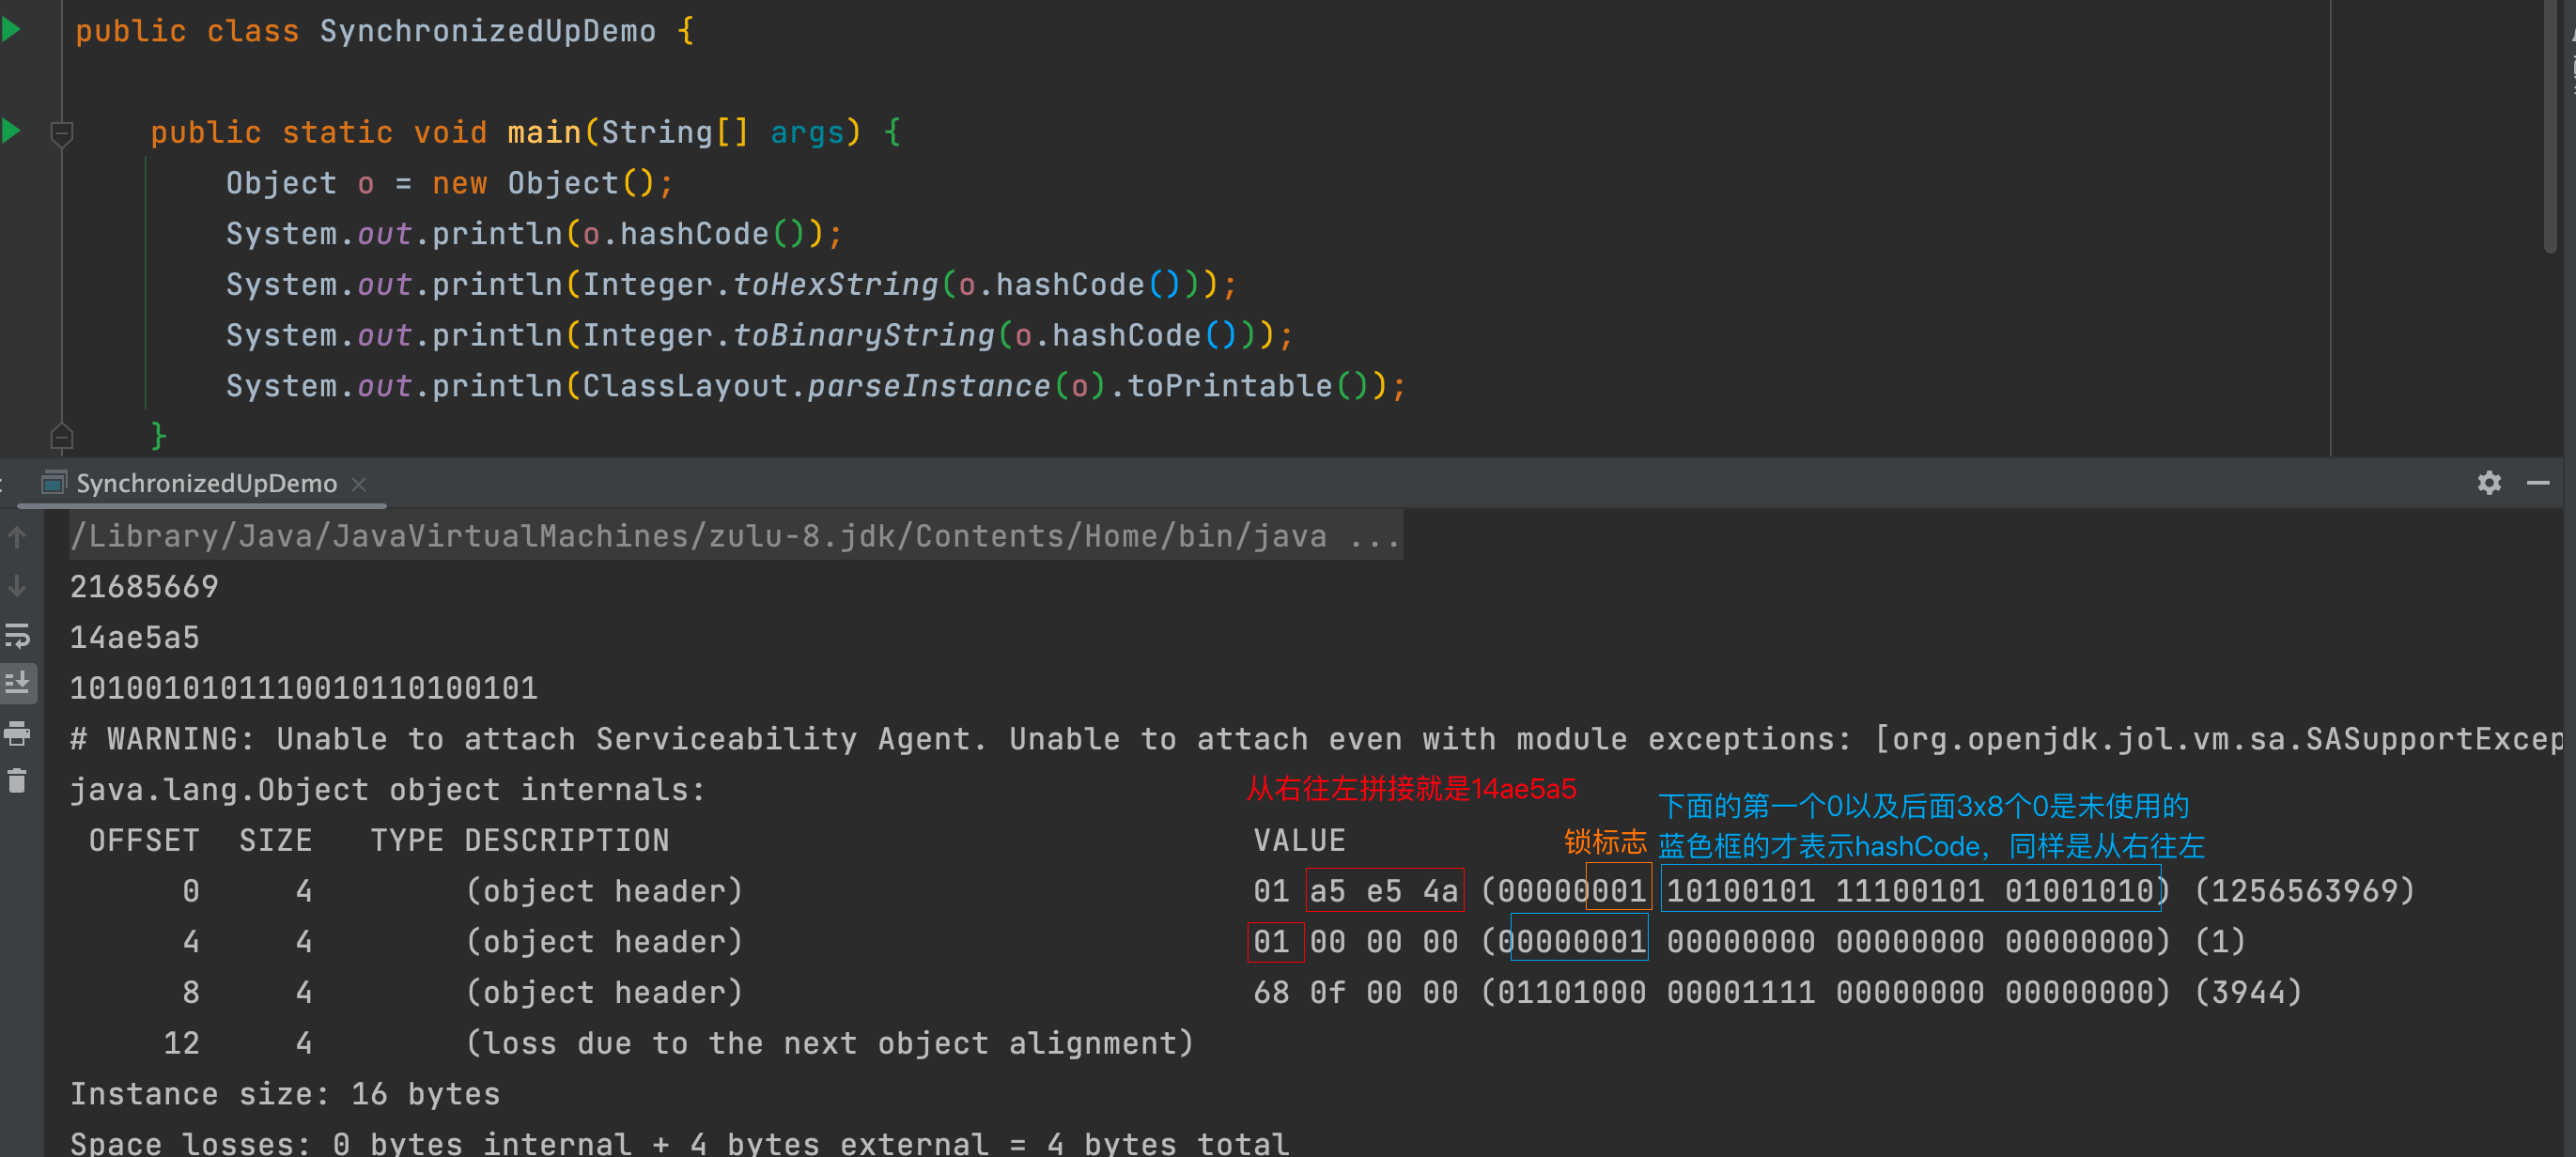 public class SynchronizedUpDemo {
public static void main(String[] args) {
Object o = new Object();
System.out.println(o.hashCode());
System.out.println(Integer.toHexString(o.hashCode()));
System.out.println(Integer.toBinaryString(o.hashCode()));
System.out.println(ClassLayout.parseInstance(o).toPrintable());
}
SynchronizedUpDemo ×
/Library/Java/JavaVirtualMachines/zulu-8.jdk/Contents/Home/bin/java ...
21685669
14ae5a5
1010010101110010110100101
# WARNING: Unable to attach Serviceability Agent. Unable to attach even with module exceptions: [org.openjdk.jol.vm.sa.SASupportExcep
java.lang.Object object internals:
从右往左拼接就是14ae5a5
下面的第一个0以及后面3x8个0是未使用的
OFFSET SIZE TYPE DESCRIPTION VALUE
锁标志
蓝色框的才表示hashCode，同样是从右往左
0 4 (object header) 01 a5 e5 4a (00000001 10100101 11100101 01001010) (1256563969)
4 4 (object header) 01 00 00 00 (00000001 00000000 00000000 00000000) (1)
8 4 (object header) 68 0f 00 00 (01101000 00001111 00000000 00000000) (3944)
12 4 (loss due to the next object alignment)
Instance size: 16 bytes
Space losses: 0 bytes internal + 4 bytes external = 4 bytes total